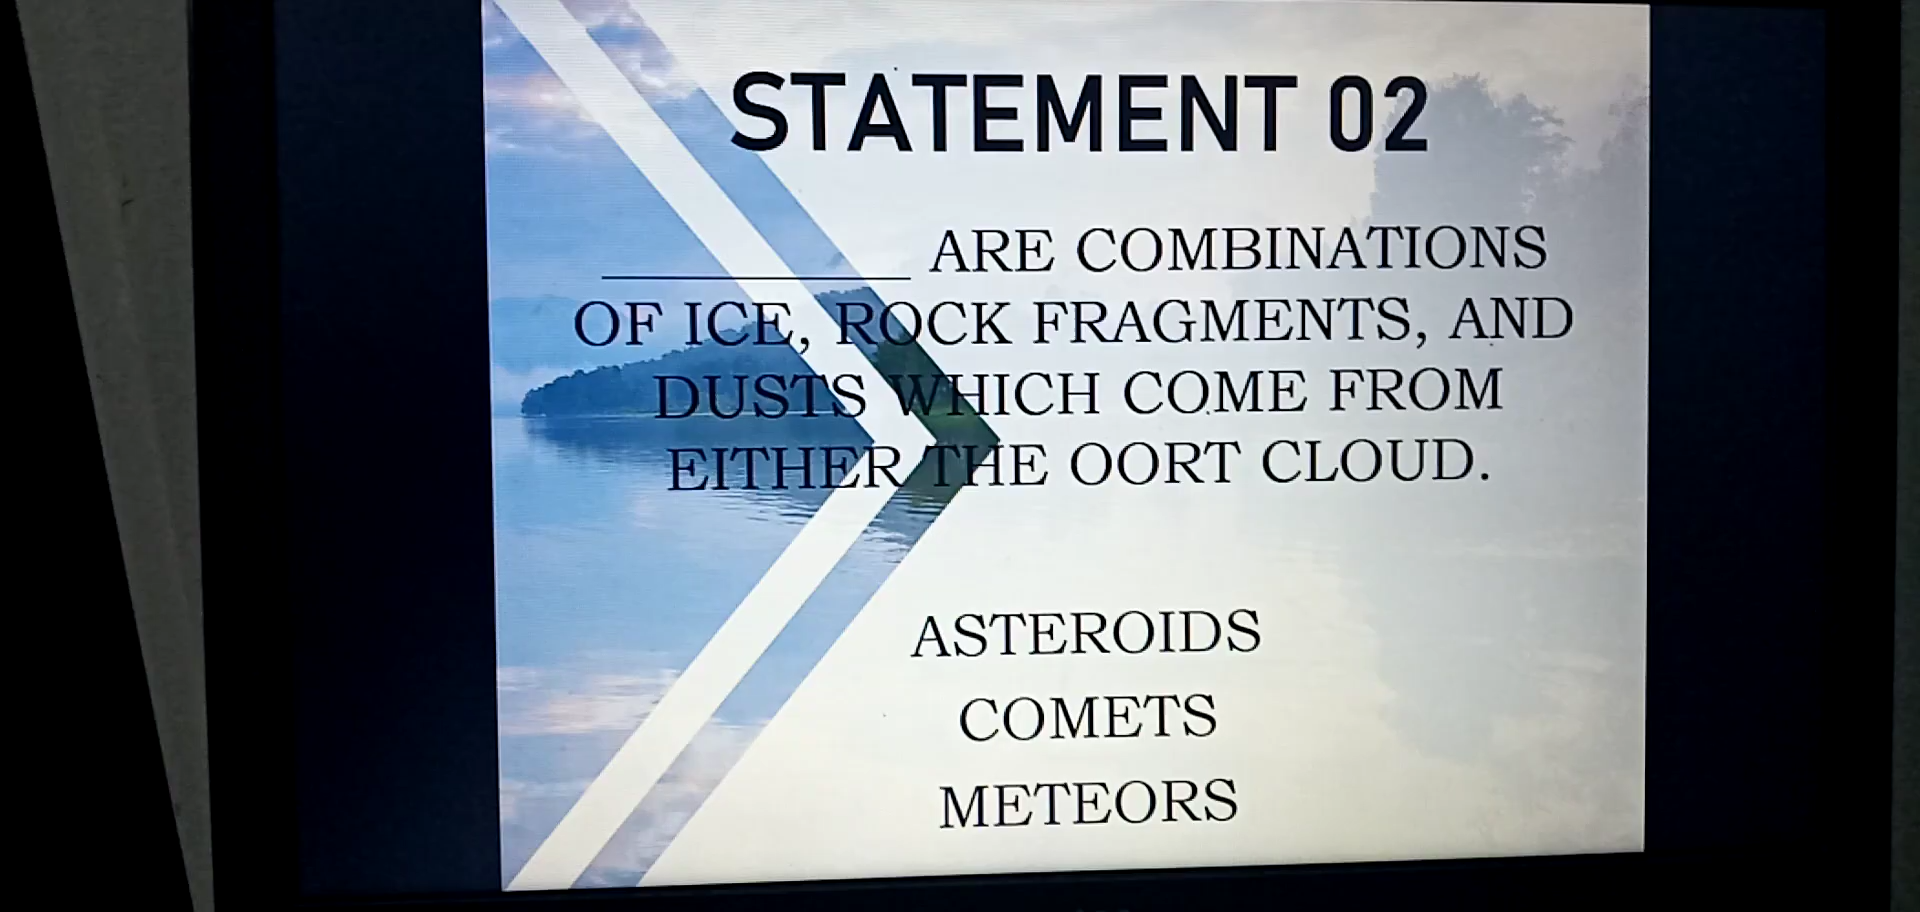 STATEMENT 02
__________ ARE COMBINATIONS
OF ICE, ROCK FRAGMENTS, AND
DUSTS WHICH COME FROM
EITHER THE OORT CLOUD.
ASTEROIDS
COMETS
METEORS